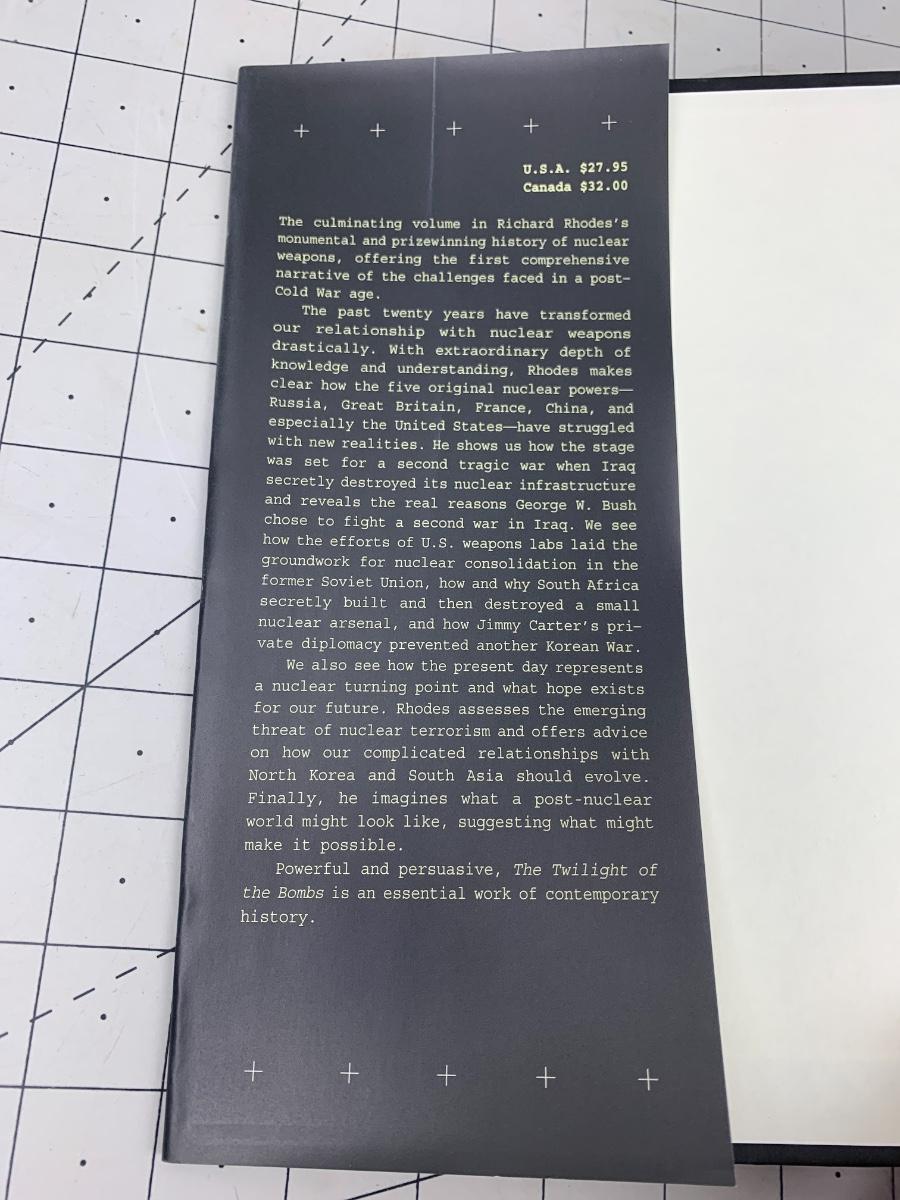 U.S.A. $27.95
Canada $32.00
The culminating volume in Richard Rhodes's
monumental and prizewinning history of nuclear
weapons, offering the first comprehensive
narrative of the challenges faced in a post-
Cold War age.
The past twenty years have transformed
our relationship with nuclear weapons
drastically. With extraordinary depth of
knowledge and understanding, Rhodes makes
clear how the five original nuclear powers—
Russia, Great Britain, France, China, and
especially the United States—have struggled
with new realities. He shows us how the stage
was set for a second tragic war when Iraq
secretly destroyed its nuclear infrastructure
and reveals the real reasons George W. Bush
chose to fight a second war in Iraq. We see
how the efforts of U.S. weapons labs laid the
groundwork for nuclear consolidation in the
former Soviet Union, how and why South Africa
secretly built and then destroyed a small
nuclear arsenal, and how Jimmy Carter's pri-
vate diplomacy prevented another Korean War.
We also see how the present day represents
a nuclear turning point and what hope exists
for our future. Rhodes assesses the emerging
threat of nuclear terrorism and offers advice
on how our complicated relationships with
North Korea and South Asia should evolve.
Finally, he imagines what a post-nuclear
world might look like, suggesting what might
make it possible.
Powerful and persuasive, The Twilight of
the Bombs is an essential work of contemporary
history.